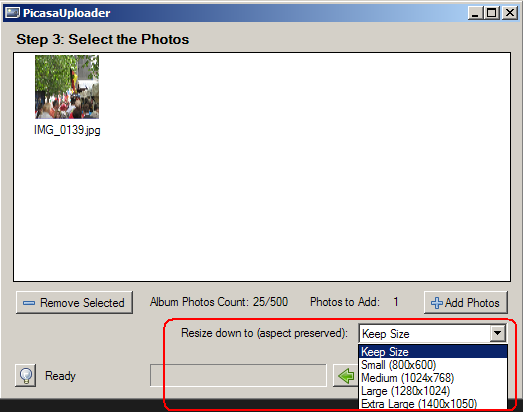 PicasaUploader
Step 3: Select the Photos
IMG_0139.jpg
Remove Selected Album Photos Count: 25/500 Photos to Add: 1 Add Photos
Resize down to (aspect preserved): Keep Size
Keep Size
Small (800x600)
Medium (1024x768)
Large (1280x1024)
Extra Large (1400x1050)
Ready